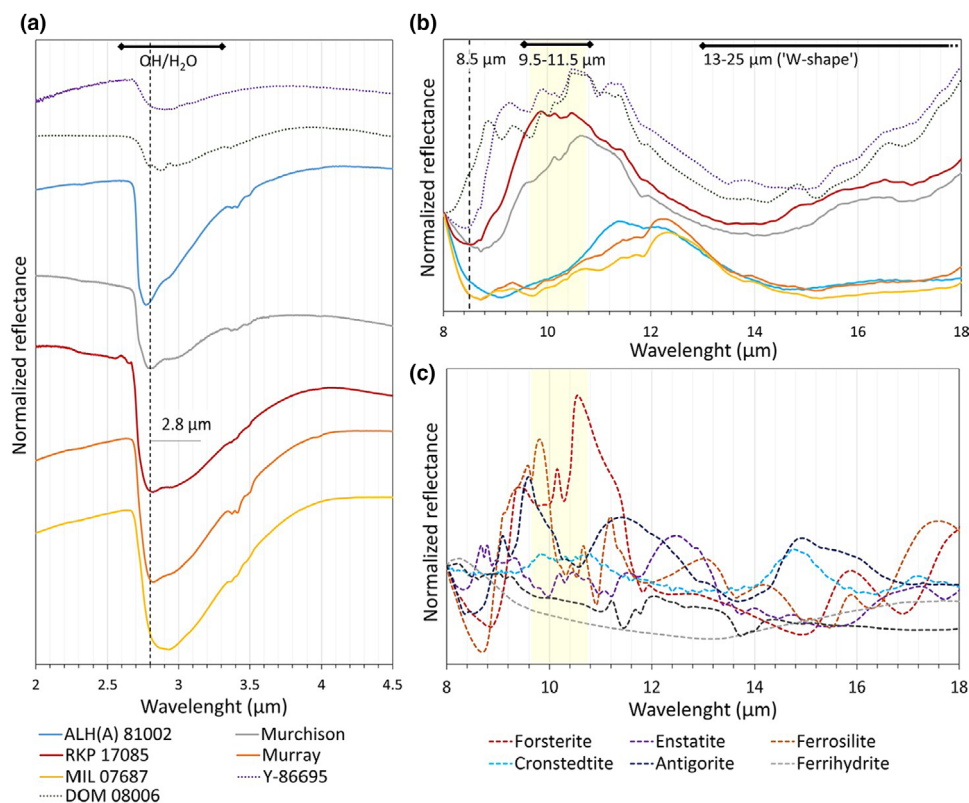 (a)
OH/H₂O
2.8 µm
Normalized reflectance
2 2.5 3 3.5 4 4.5
Wavelenght (µm)
ALH(A) 81002
Murchison
RKP 17085
Murray
MIL 07687
Y-86695
DOM 08006
(b)
8.5 µm
9.5-11.5 µm
13-25 µm ('W-shape')
Normalized reflectance
8 10 12 14 16 18
Wavelenght (µm)
(c)
Normalized reflectance
8 10 12 14 16 18
Wavelenght (µm)
Forsterite
Enstatite
Ferrosilite
Cronstedtite
Antigorite
Ferrihydrite